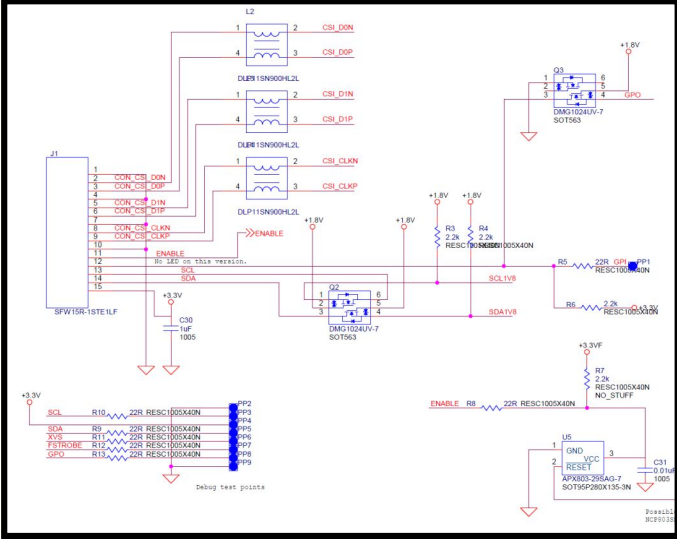 L2
1 2 CSI_D0N
4 3 CSI_D0P
DLP11SN900HL2L
1 2 CSI_D1N
4 3 CSI_D1P
DLP11SN900HL2L
1 2 CSI_CLKN
4 3 CSI_CLKP
DLP11SN900HL2L
+1.8V
Q3
1 6
2 5
3 4 GPO
DMG1024UV-7
SOT563
J1
1
2 CON_CSI_D0N
3 CON_CSI_D0P
4
5 CON_CSI_D1N
6 CON_CSI_D1P
7
8 CON_CSI_CLKN
9 CON_CSI_CLKP
10
11 ENABLE
12 No LED on this version.
13 SCL
14 SDA
15
SFW15R-1STE1LF
ENABLE
+3.3V
C30
1uF
1005
+1.8V +1.8V
Q2
1 6
2 5
3 4
DMG1024UV-7
SOT563
+1.8V +1.8V
R3 R4
2.2k 2.2k
RESC1005X40N
SCL1V8
SDA1V8
R5 22R GPI PP1
RESC1005X40N
R6 2.2k +3.3V
RESC1005X40N
+3.3VF
R7
2.2k
RESC1005X40N
NO_STUFF
ENABLE R8 22R RESC1005X40N
U5
1 GND
VCC 3
2 RESET
APX803-29SAG-7
SOT95P280X135-3N
C31
0.01uF
1005
Possibl
NCP803S
+3.3V
PP2
SCL R10 22R RESC1005X40N PP3
PP4
SDA R9 22R RESC1005X40N PP5
XVS R11 22R RESC1005X40N PP6
FSTROBE R12 22R RESC1005X40N PP7
GPO R13 22R RESC1005X40N PP8
PP9
Debug test points